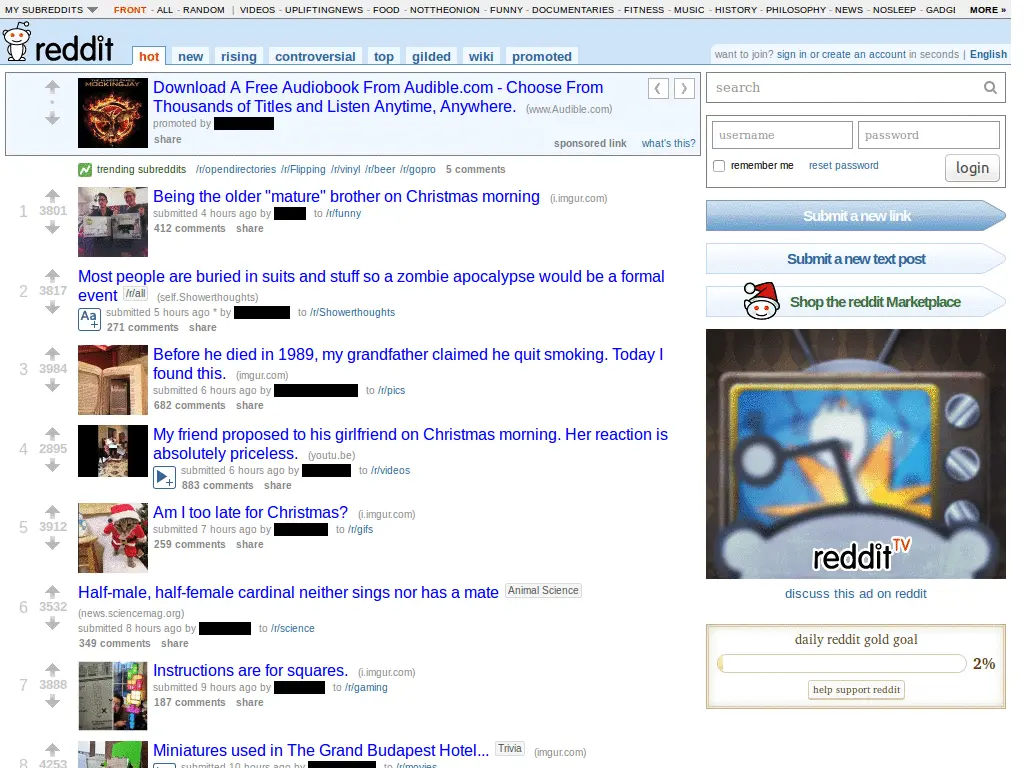 MY SUBREDDITS FRONT - ALL - RANDOM | VIDEOS - UPLIFTINGNEWS - FOOD - NOTTHEONION - FUNNY - DOCUMENTARIES - FITNESS - MUSIC - HISTORY - PHILOSOPHY - NEWS - NOSLEEP - GADGE MORE »
reddit hot new rising controversial top gilded wiki promoted
want to join? sign in or create an account in seconds | English
Download A Free Audiobook From Audible.com - Choose From
Thousands of Titles and Listen Anytime, Anywhere. (www.Audible.com)
promoted by
share
sponsored link what's this?
MOCKINGJAY
trending subreddits /r/opendirectories /r/Flipping /r/vinyl /r/beer /r/gopro 5 comments
1
3801
Being the older "mature" brother on Christmas morning (i.imgur.com)
submitted 4 hours ago by to /r/funny
412 comments share
2
3817
Most people are buried in suits and stuff so a zombie apocalypse would be a formal
event /r/all (self.Showerthoughts)
Aa
submitted 5 hours ago * by to /r/Showerthoughts
271 comments share
3
3984
Before he died in 1989, my grandfather claimed he quit smoking. Today I
found this. (imgur.com)
submitted 6 hours ago by to /r/pics
682 comments share
4
2895
My friend proposed to his girlfriend on Christmas morning. Her reaction is
absolutely priceless. (youtu.be)
submitted 6 hours ago by to /r/videos
883 comments share
5
3912
Am I too late for Christmas? (i.imgur.com)
submitted 7 hours ago by to /r/gifs
259 comments share
6
3532
Half-male, half-female cardinal neither sings nor has a mate Animal Science
(news.sciencemag.org)
submitted 8 hours ago by to /r/science
349 comments share
7
3888
Instructions are for squares. (i.imgur.com)
submitted 9 hours ago by to /r/gaming
187 comments share
8
4253
Miniatures used in The Grand Budapest Hotel... Trivia (imgur.com)
submitted 10 hours ago by to /r/movies
search
username password
remember me reset password login
Submit a new link
Submit a new text post
Shop the reddit Marketplace
reddit TV
discuss this ad on reddit
daily reddit gold goal
2%
help support reddit